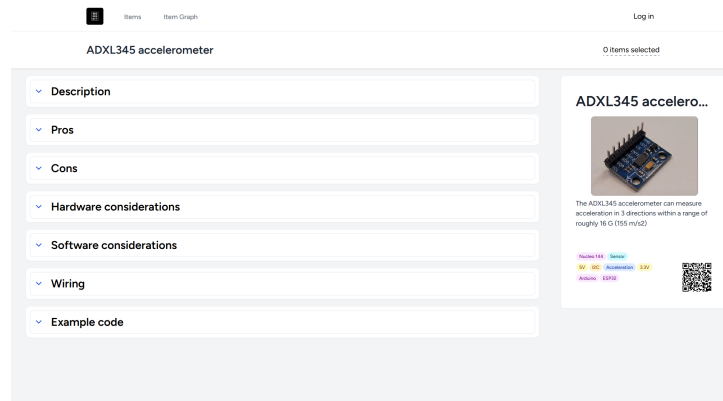 Items
Item Graph
Log in
ADXL345 accelerometer
0 items selected
Description
Pros
Cons
Hardware considerations
Software considerations
Wiring
Example code
ADXL345 accelero...
The ADXL345 accelerometer can measure
acceleration in 3 directions within a range of
roughly 16 G (155 m/s2)
Nucleo 144 Sensor
5V I2C Acceleration 3.3V
Arduino ESP32